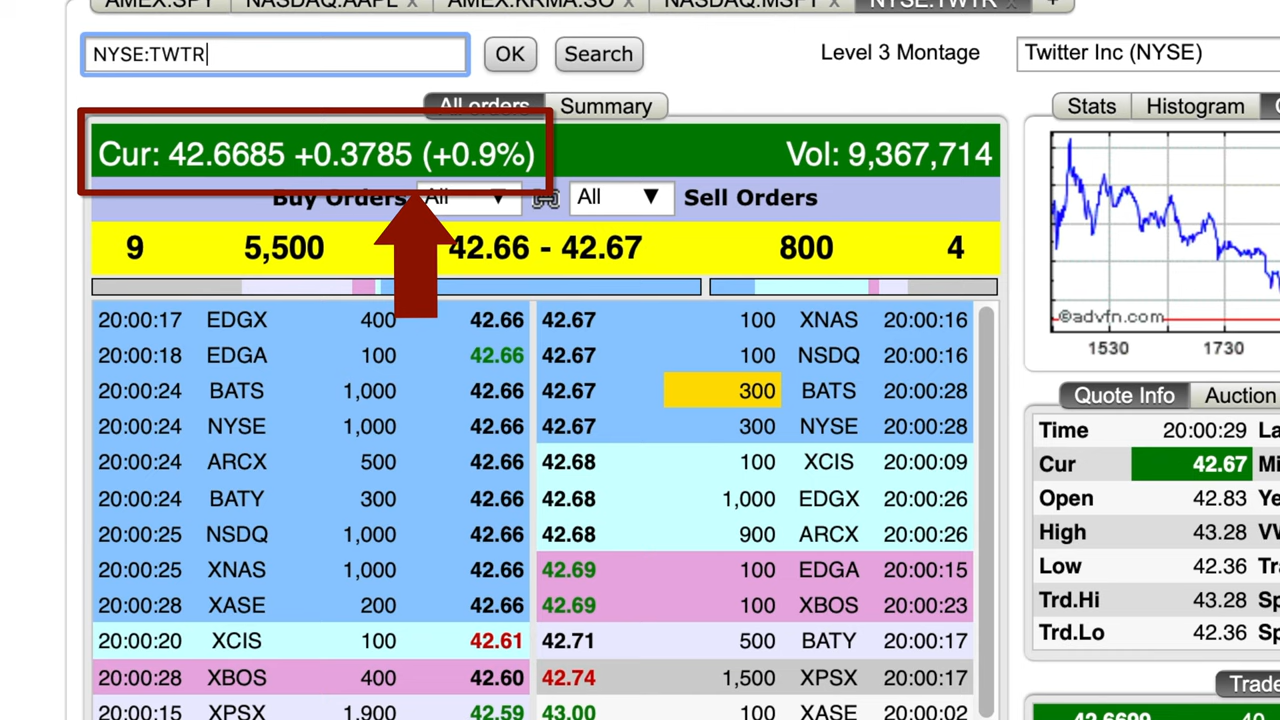 AMEX:SPY NASDAQ:AAPL x AMEX:KRMA.SO x NASDAQ:MSFT x NYSE:TWTR x +
NYSE:TWTR OK Search Level 3 Montage Twitter Inc (NYSE)
All orders Summary
Stats Histogram
Cur: 42.6685 +0.3785 (+0.9%) Vol: 9,367,714
Buy Orders All ▼ All ▼ Sell Orders
9 5,500 42.66 - 42.67 800 4
20:00:17 EDGX 400 42.66 42.67 100 XNAS 20:00:16
20:00:18 EDGA 100 42.66 42.67 100 NSDQ 20:00:16
20:00:24 BATS 1,000 42.66 42.67 300 BATS 20:00:28
20:00:24 NYSE 1,000 42.66 42.67 300 NYSE 20:00:28
20:00:24 ARCX 500 42.66 42.68 100 XCIS 20:00:09
20:00:24 BATY 300 42.66 42.68 1,000 EDGX 20:00:26
20:00:25 NSDQ 1,000 42.66 42.68 900 ARCX 20:00:26
20:00:25 XNAS 1,000 42.66 42.69 100 EDGA 20:00:15
20:00:28 XASE 200 42.66 42.69 100 XBOS 20:00:23
20:00:20 XCIS 100 42.61 42.71 500 BATY 20:00:17
20:00:28 XBOS 400 42.60 42.74 1,500 XPSX 20:00:17
20:00:15 XPSX 1,900 42.59 43.00 100 XASE 20:00:02
©advfn.com
1530 1730
Quote Info Auction
Time 20:00:29 La
Cur 42.67 Mi
Open 42.83 Ye
High 43.28 VV
Low 42.36 Tra
Trd.Hi 43.28 Sp
Trd.Lo 42.36 Sp
Trade
42.6699 40